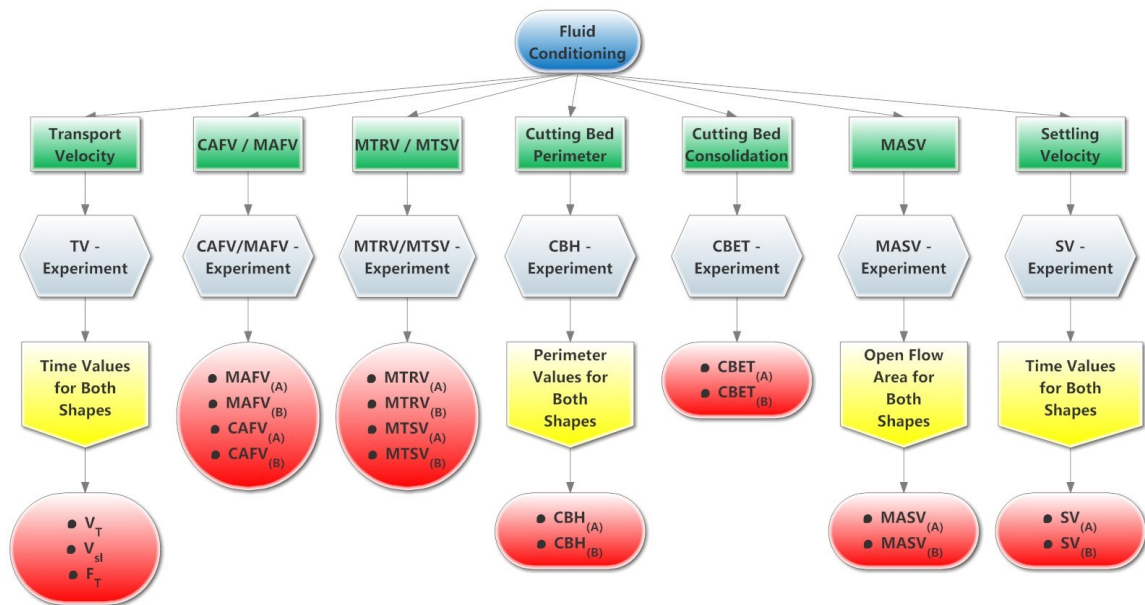 Fluid
Conditioning
Transport
Velocity
CAFV / MAFV
MTRV / MTSV
Cutting Bed
Perimeter
Cutting Bed
Consolidation
MASV
Settling
Velocity
TV -
Experiment
CAFV/MAFV -
Experiment
MTRV/MTSV -
Experiment
CBH -
Experiment
CBET -
Experiment
MASV -
Experiment
SV -
Experiment
Time Values
for Both
Shapes
• MAFV(A)
• MAFV(B)
• CAFV(A)
• CAFV(B)
• MTRV(A)
• MTRV(B)
• MTSV(A)
• MTSV(B)
Perimeter
Values for
Both
Shapes
• CBET(A)
• CBET(B)
Open Flow
Area for
Both
Shapes
Time Values
for Both
Shapes
• VT
• Vsl
• FT
• CBH(A)
• CBH(B)
• MASV(A)
• MASV(B)
• SV(A)
• SV(B)